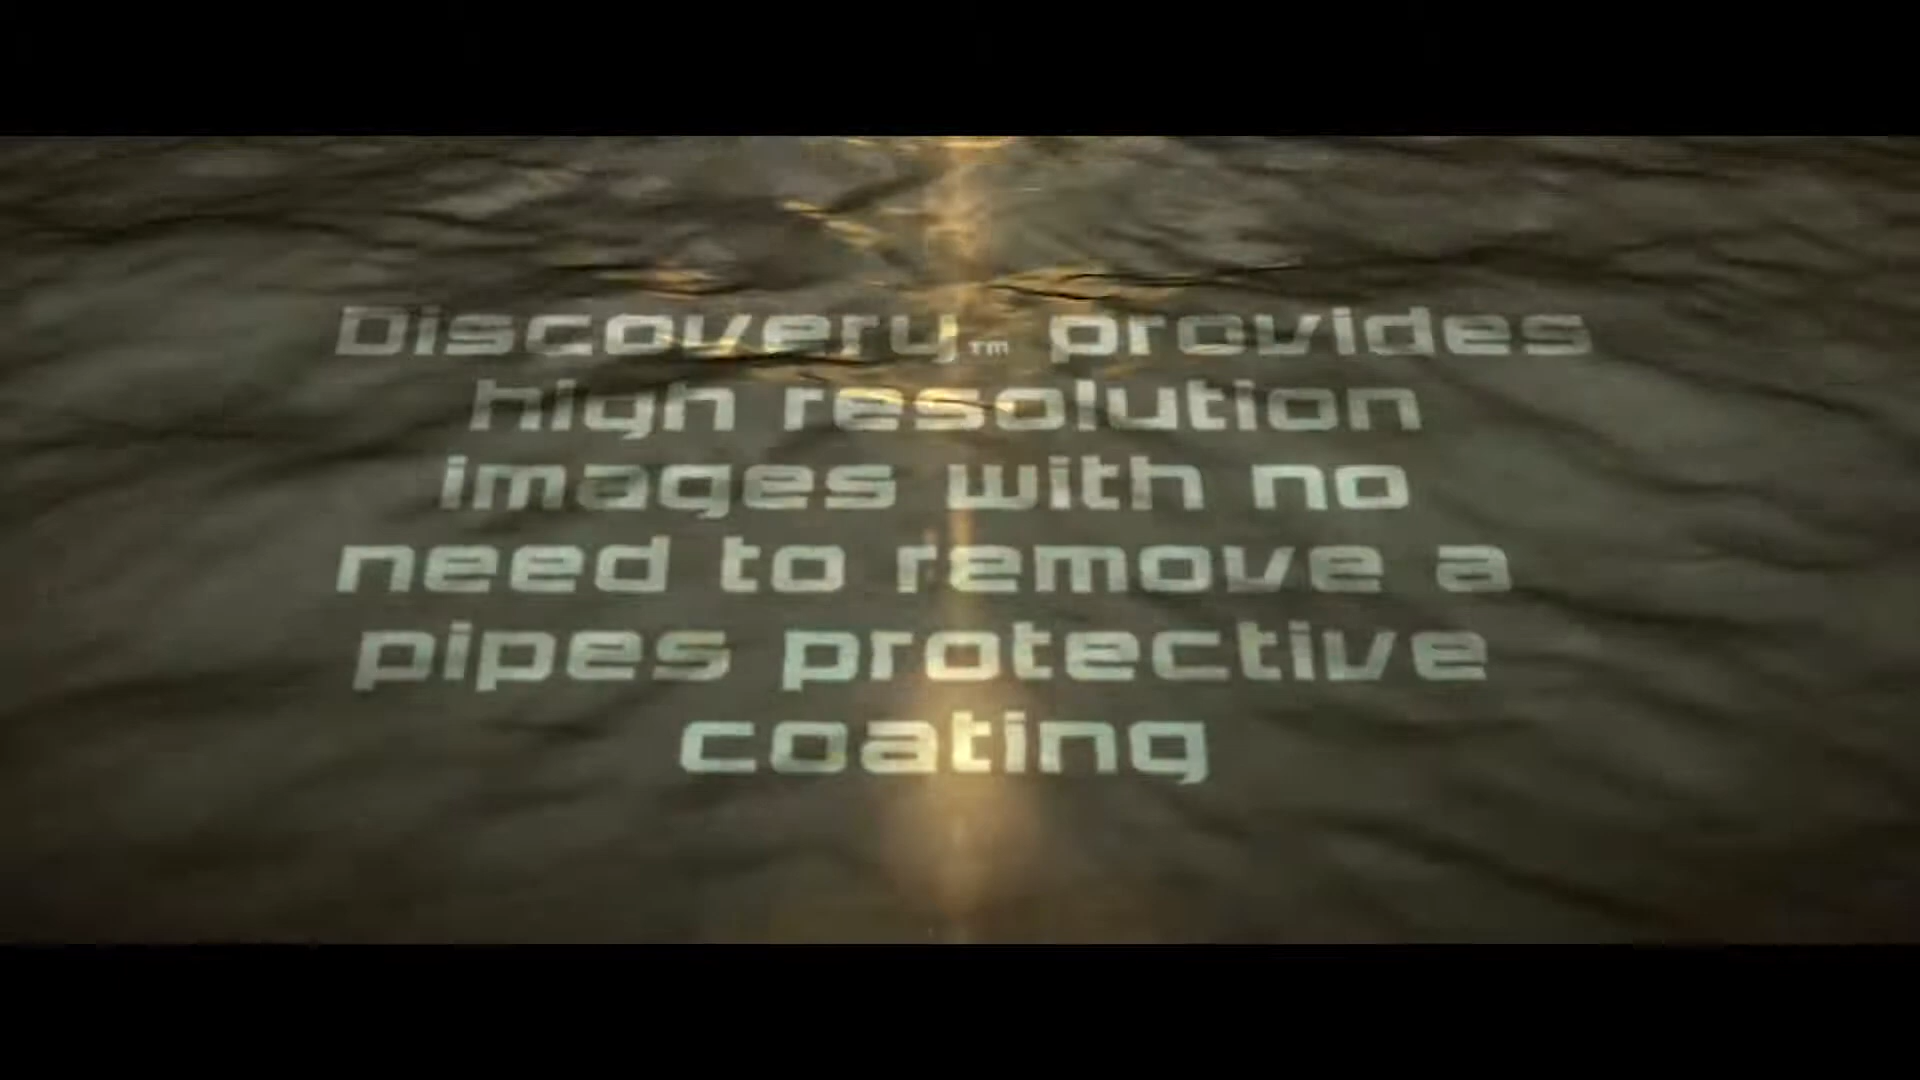 Discovery™ provides
high resolution
images with no
need to remove a
pipes protective
coating